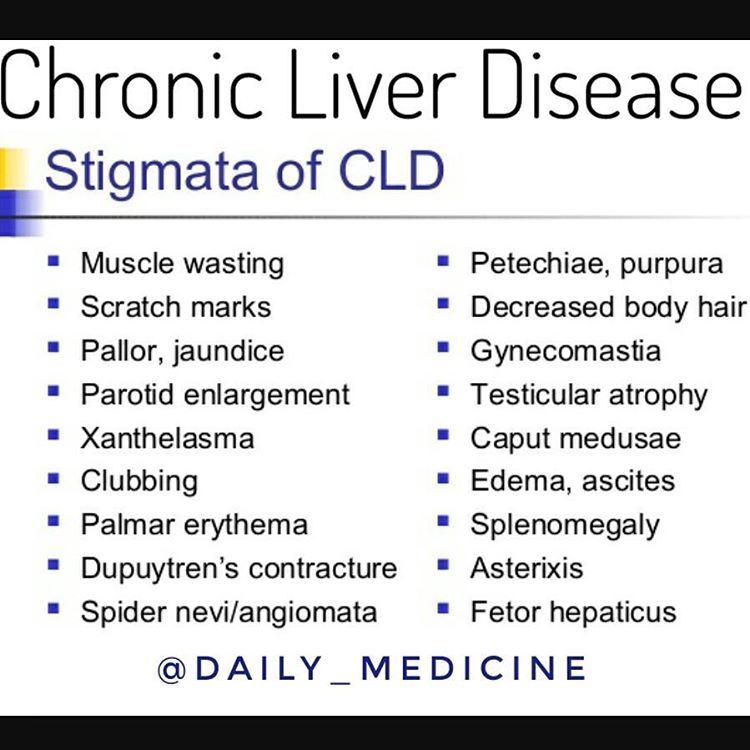 Chronic Liver Disease
Stigmata of CLD
Muscle wasting
Scratch marks
Pallor, jaundice
Parotid enlargement
Xanthelasma
Clubbing
Palmar erythema
Dupuytren’s contracture
Spider nevi/angiomata
Petechiae, purpura
Decreased body hair
Gynecomastia
Testicular atrophy
Caput medusae
Edema, ascites
Splenomegaly
Asterixis
Fetor hepaticus
@DAILY_MEDICINE